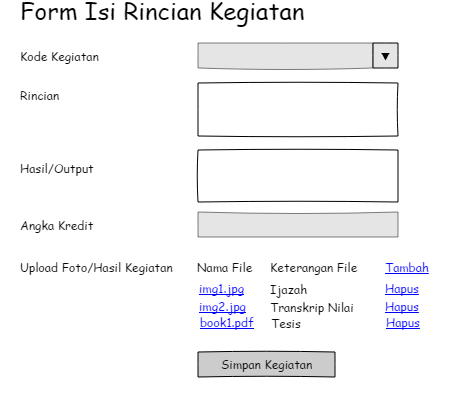 Form Isi Rincian Kegiatan
Kode Kegiatan
Rincian
Hasil/Output
Angka Kredit
Upload Foto/Hasil Kegiatan Nama File Keterangan File Tambah
img1.jpg Ijazah Hapus
img2.jpg Transkrip Nilai Hapus
book1.pdf Tesis Hapus
Simpan Kegiatan